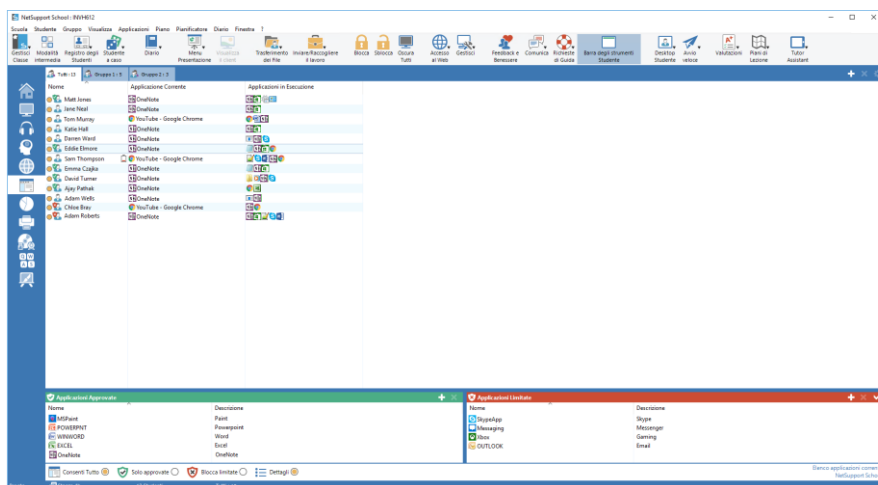 NetSupport School : INVH612
Scuola Studente Gruppo Visualizza Applicazioni Piano Pianificatore Diario Finestra ?
Gestisci Classe
Modalità intermedia
Registro degli Studenti
Studente a caso
Diario
Menu Presentazione
Visualizza i client
Trasferimento dei File
Inviare/Raccogliere il lavoro
Blocca
Sblocca
Oscura Tutti
Accesso al Web
Gestisci
Feedback e Benessere
Comunica
Richieste di Guida
Barra degli strumenti Studente
Desktop Studente
Avvio veloce
Valutazioni
Piani di Lezione
Tutor Assistant
Tutti - 13 Gruppo 1 : 8 Gruppo 2 : 5
Nome Applicazione Corrente Applicazioni in Esecuzione
Matt Jones OneNote
Jane Neal OneNote
Tom Murray YouTube - Google Chrome
Katie Hall OneNote
Darren Ward OneNote
Eddie Elmore OneNote
Sam Thompson YouTube - Google Chrome
Emma Czajka OneNote
David Turner OneNote
Ajay Pathak OneNote
Adam Wells OneNote
Chloe Bray YouTube - Google Chrome
Adam Roberts OneNote
Applicazioni Approvate
Nome Descrizione
MSPaint Paint
POWERPNT Powerpoint
WINWORD Word
EXCEL Excel
OneNote OneNote
Applicazioni Limitate
Nome Descrizione
SkypeApp Skype
Messaging Messenger
Xbox Gaming
OUTLOOK Email
Consenti Tutto Solo approvate Blocca limitate Dettagli
Elenco applicazioni corren
NetSupport Schoo